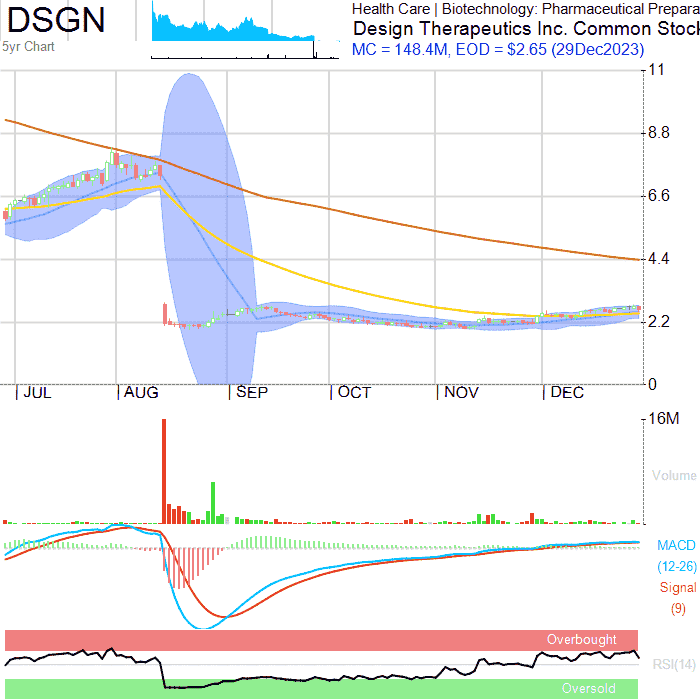 DSGN
5yr Chart
Health Care | Biotechnology: Pharmaceutical Prepara
Design Therapeutics Inc. Common Stock
MC = 148.4M, EOD = $2.65 (29Dec2023)
11
8.8
6.6
4.4
2.2
0
JUL
AUG
SEP
OCT
NOV
DEC
16M
Volume
MACD
(12-26)
Signal
(9)
Overbought
RSI(14)
Oversold